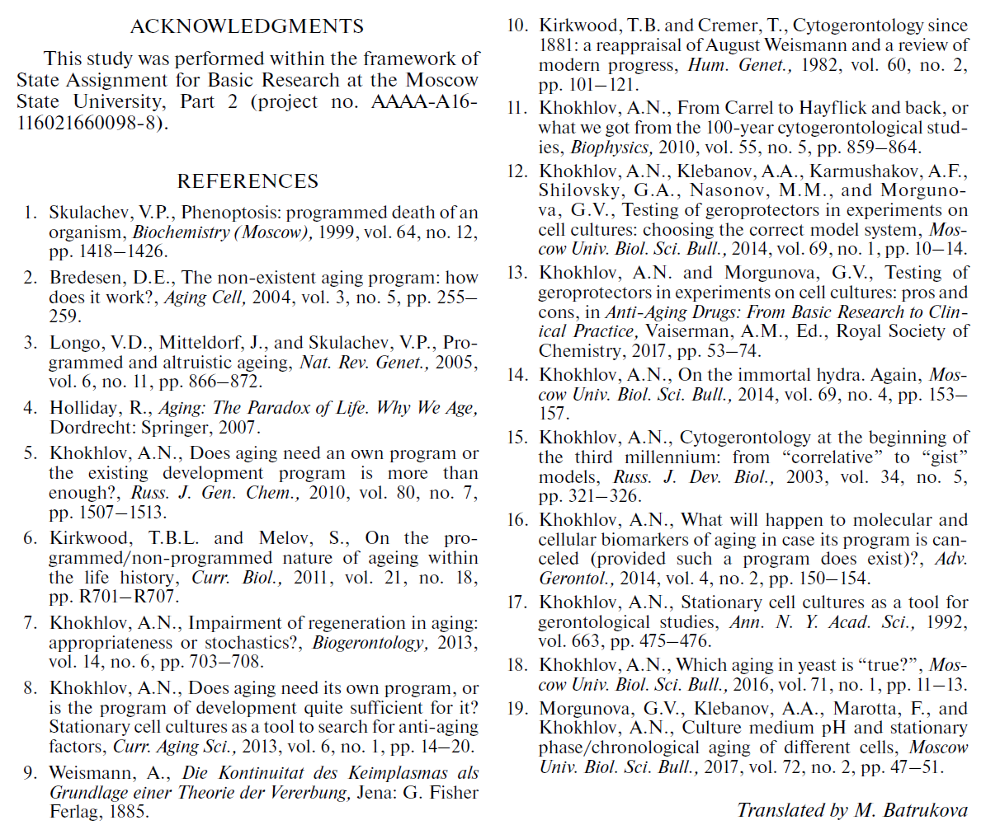 ACKNOWLEDGMENTS
This study was performed within the framework of
State Assignment for Basic Research at the Moscow
State University, Part 2 (project no. AAAA-A16-
116021660098-8).
REFERENCES
1. Skulachev, V.P., Phenoptosis: programmed death of an
organism, Biochemistry (Moscow), 1999, vol. 64, no. 12,
pp. 1418–1426.
2. Bredesen, D.E., The non-existent aging program: how
does it work?, Aging Cell, 2004, vol. 3, no. 5, pp. 255–
259.
3. Longo, V.D., Mitteldorf, J., and Skulachev, V.P., Pro-
grammed and altruistic ageing, Nat. Rev. Genet., 2005,
vol. 6, no. 11, pp. 866–872.
4. Holliday, R., Aging: The Paradox of Life. Why We Age,
Dordrecht: Springer, 2007.
5. Khokhlov, A.N., Does aging need an own program or
the existing development program is more than
enough?, Russ. J. Gen. Chem., 2010, vol. 80, no. 7,
pp. 1507–1513.
6. Kirkwood, T.B.L. and Melov, S., On the pro-
grammed/non-programmed nature of ageing within
the life history, Curr. Biol., 2011, vol. 21, no. 18,
pp. R701–R707.
7. Khokhlov, A.N., Impairment of regeneration in aging:
appropriateness or stochastics?, Biogerontology, 2013,
vol. 14, no. 6, pp. 703–708.
8. Khokhlov, A.N., Does aging need its own program, or
is the program of development quite sufficient for it?
Stationary cell cultures as a tool to search for anti-aging
factors, Curr. Aging Sci., 2013, vol. 6, no. 1, pp. 14–20.
9. Weismann, A., Die Kontinuitat des Keimplasmas als
Grundlage einer Theorie der Vererbung, Jena: G. Fisher
Ferlag, 1885.
10. Kirkwood, T.B. and Cremer, T., Cytogerontology since
1881: a reappraisal of August Weismann and a review of
modern progress, Hum. Genet., 1982, vol. 60, no. 2,
pp. 101–121.
11. Khokhlov, A.N., From Carrel to Hayflick and back, or
what we got from the 100-year cytogerontological stud-
ies, Biophysics, 2010, vol. 55, no. 5, pp. 859–864.
12. Khokhlov, A.N., Klebanov, A.A., Karmushakov, A.F.,
Shilovsky, G.A., Nasonov, M.M., and Morguno-
va, G.V., Testing of geroprotectors in experiments on
cell cultures: choosing the correct model system, Mos-
cow Univ. Biol. Sci. Bull., 2014, vol. 69, no. 1, pp. 10–14.
13. Khokhlov, A.N. and Morgunova, G.V., Testing of
geroprotectors in experiments on cell cultures: pros and
cons, in Anti-Aging Drugs: From Basic Research to Clin-
ical Practice, Vaiserman, A.M., Ed., Royal Society of
Chemistry, 2017, pp. 53–74.
14. Khokhlov, A.N., On the immortal hydra. Again, Mos-
cow Univ. Biol. Sci. Bull., 2014, vol. 69, no. 4, pp. 153–
157.
15. Khokhlov, A.N., Cytogerontology at the beginning of
the third millennium: from “correlative” to “gist”
models, Russ. J. Dev. Biol., 2003, vol. 34, no. 5,
pp. 321–326.
16. Khokhlov, A.N., What will happen to molecular and
cellular biomarkers of aging in case its program is can-
celed (provided such a program does exist)?, Adv.
Gerontol., 2014, vol. 4, no. 2, pp. 150–154.
17. Khokhlov, A.N., Stationary cell cultures as a tool for
gerontological studies, Ann. N. Y. Acad. Sci., 1992,
vol. 663, pp. 475–476.
18. Khokhlov, A.N., Which aging in yeast is “true?”, Mos-
cow Univ. Biol. Sci. Bull., 2016, vol. 71, no. 1, pp. 11–13.
19. Morgunova, G.V., Klebanov, A.A., Marotta, F., and
Khokhlov, A.N., Culture medium pH and stationary
phase/chronological aging of different cells, Moscow
Univ. Biol. Sci. Bull., 2017, vol. 72, no. 2, pp. 47–51.
Translated by M. Batrukova